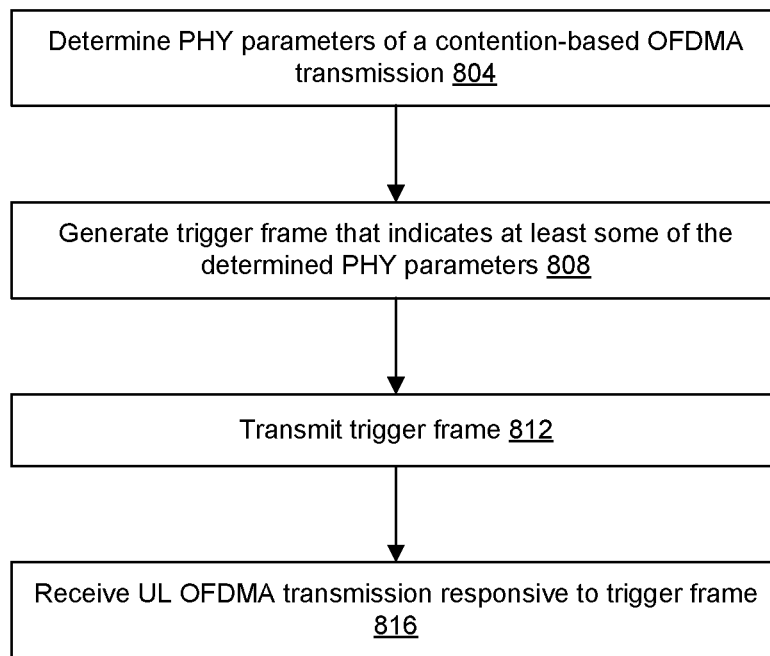 Determine PHY parameters of a contention-based OFDMA
transmission 804
Generate trigger frame that indicates at least some of the
determined PHY parameters 808
Transmit trigger frame 812
Receive UL OFDMA transmission responsive to trigger frame
816